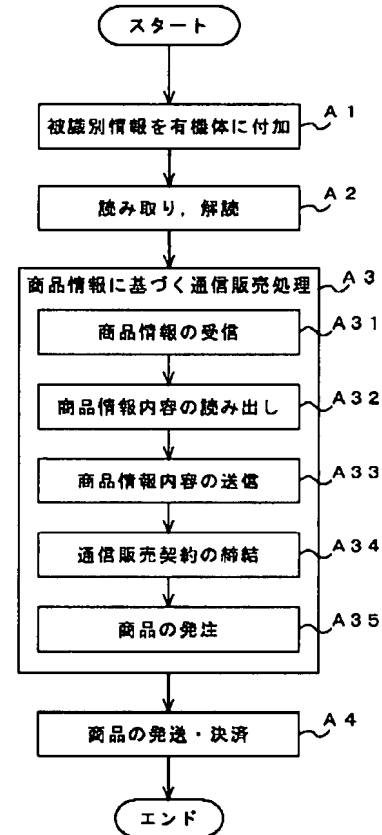 スタート
被識別情報を有機体に付加
A1
読み取り，解読
A2
商品情報に基づく通信販売処理
A3
商品情報の受信
A31
商品情報内容の読み出し
A32
商品情報内容の送信
A33
通信販売契約の締結
A34
商品の発注
A35
商品の発送・決済
A4
エンド